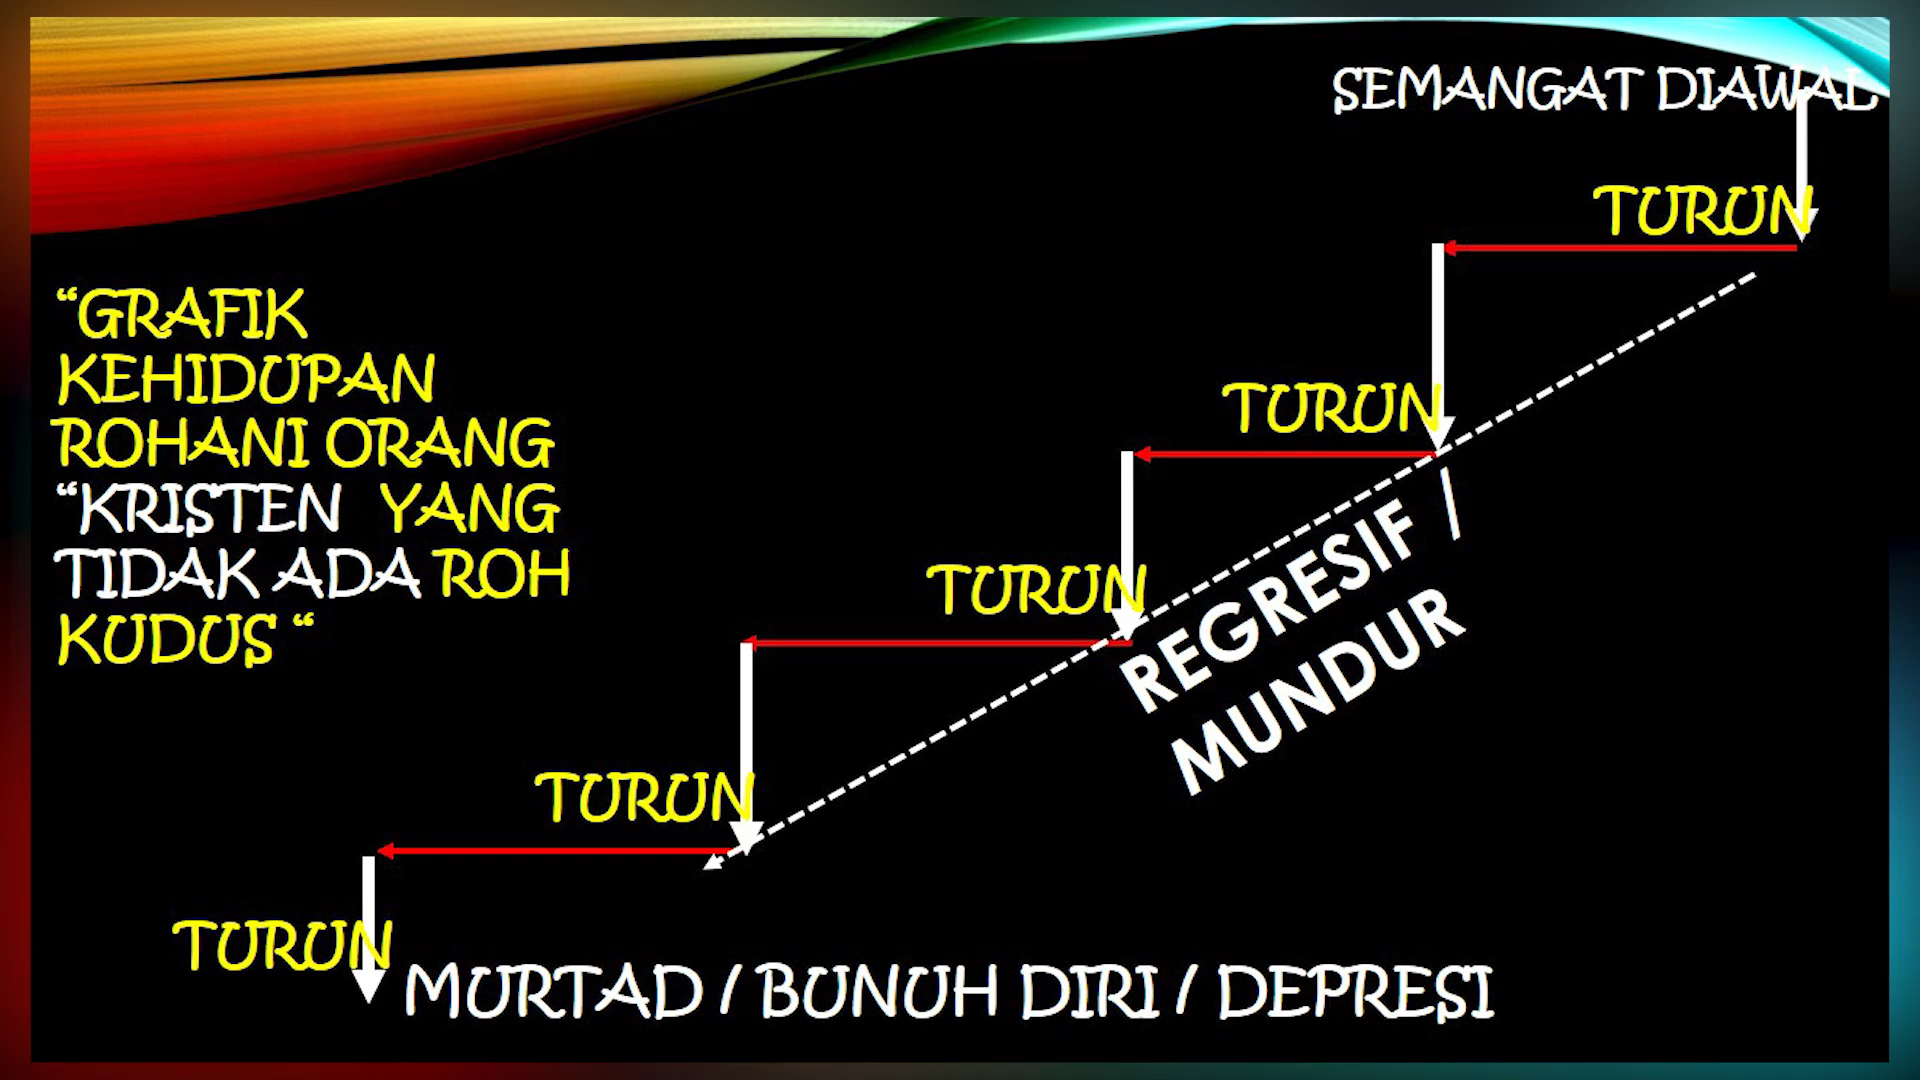 SEMANGAT DIAWAL
TURUN
“GRAFIK
KEHIDUPAN
ROHANI ORANG
“KRISTEN YANG
TIDAK ADA ROH
KUDUS “
TURUN
TURUN
REGRESIF /
MUNDUR
TURUN
TURUN
MURTAD / BUNUH DIRI / DEPRESI